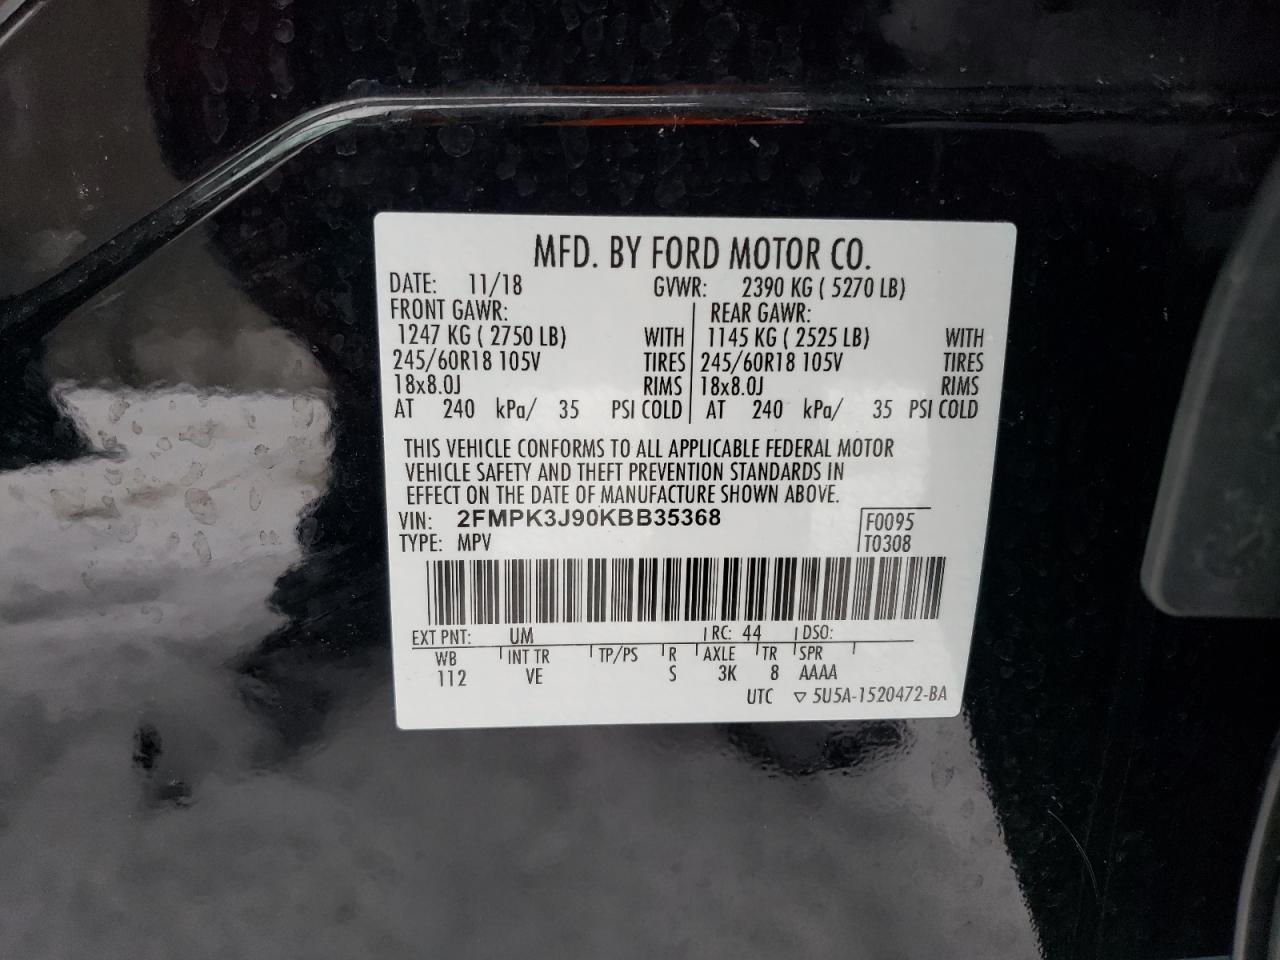 MFD. BY FORD MOTOR CO.
DATE: 11/18 GVWR: 2390 KG ( 5270 LB)
FRONT GAWR: REAR GAWR:
1247 KG ( 2750 LB) WITH 1145 KG ( 2525 LB) WITH
245/60R18 105V TIRES 245/60R18 105V TIRES
18x8.0J RIMS 18x8.0J RIMS
AT 240 kPa/ 35 PSI COLD AT 240 kPa/ 35 PSI COLD
THIS VEHICLE CONFORMS TO ALL APPLICABLE FEDERAL MOTOR
VEHICLE SAFETY AND THEFT PREVENTION STANDARDS IN
EFFECT ON THE DATE OF MANUFACTURE SHOWN ABOVE.
VIN: 2FMPK3J90KBB35368 F0095
TYPE: MPV T0308
EXT PNT: UM RC: 44 DSO:
WB INT TR TP/PS R AXLE TR SPR
112 VE S 3K 8 AAAA
UTC ▽ 5U5A-1520472-BA